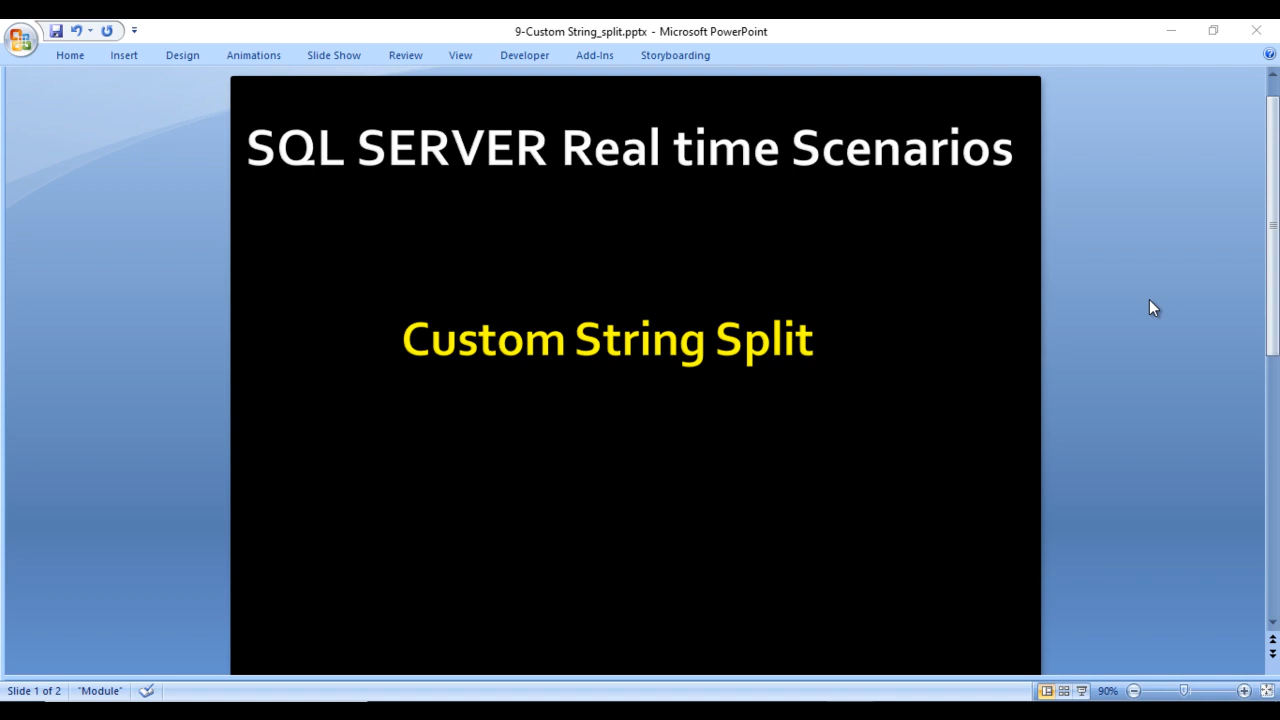 9-Custom String_split.pptx - Microsoft PowerPoint
Home Insert Design Animations Slide Show Review View Developer Add-Ins Storyboarding
SQL SERVER Real time Scenarios
Custom String Split
Slide 1 of 2 "Module" 90%